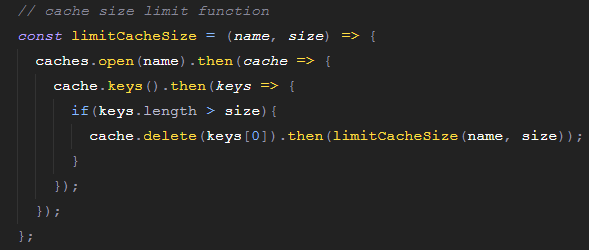 // cache size limit function
const limitCacheSize = (name, size) => {
  caches.open(name).then(cache => {
    cache.keys().then(keys => {
      if(keys.length > size){
        cache.delete(keys[0]).then(limitCacheSize(name, size));
      }
    });
  });
};